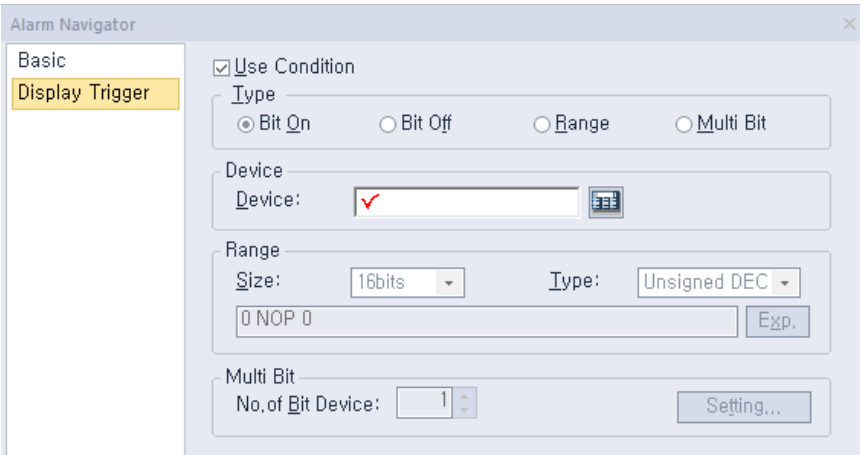 Alarm Navigator
Basic
Display Trigger
Use Condition
Type
Bit On Bit Off Range Multi Bit
Device
Device:
Range
Size: 16bits Type: Unsigned DEC
0 NOP 0 Exp.
Multi Bit
No.of Bit Device: 1 Setting...